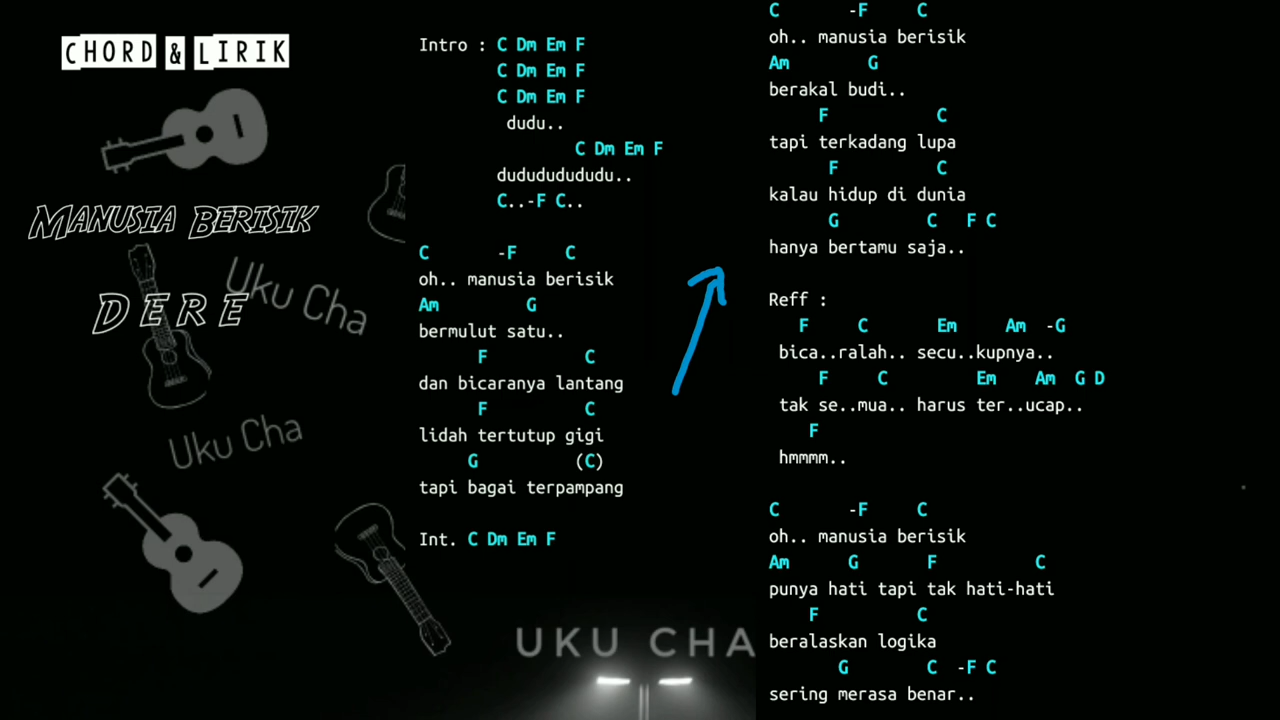 CHORD & LIRIK
MANUSIA BERISIK
DERE
Uku Cha
Uku Cha
Intro : C Dm Em F
C Dm Em F
C Dm Em F
dudu..
C Dm Em F
dudududududu..
C..-F C..
C -F C
oh.. manusia berisik
Am G
bermulut satu..
F C
dan bicaranya lantang
F C
lidah tertutup gigi
G (C)
tapi bagai terpampang
Int. C Dm Em F
UKU CHA
C -F C
oh.. manusia berisik
Am G
berakal budi..
F C
tapi terkadang lupa
F C
kalau hidup di dunia
G C F C
hanya bertamu saja..
Reff :
F C Em Am -G
bica..ralah.. secu..kupnya..
F C Em Am G D
tak se..mua.. harus ter..ucap..
F
hmmmm..
C -F C
oh.. manusia berisik
Am G F C
punya hati tapi tak hati-hati
F C
beralaskan logika
G C -F C
sering merasa benar..